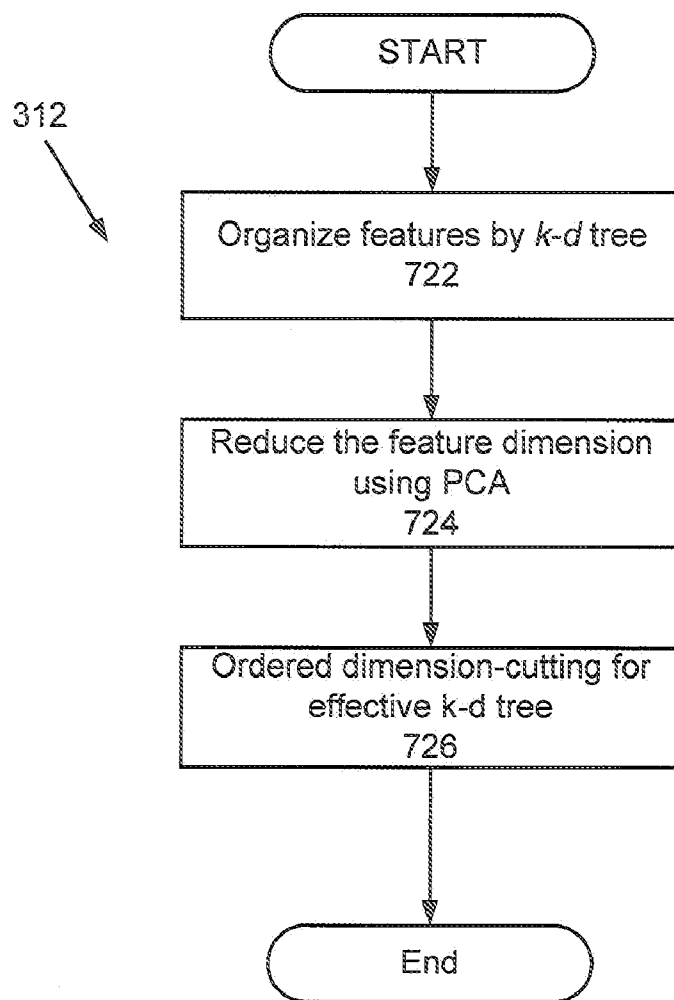 START
312
Organize features by k-d tree
722
Reduce the feature dimension
using PCA
724
Ordered dimension-cutting for
effective k-d tree
726
End